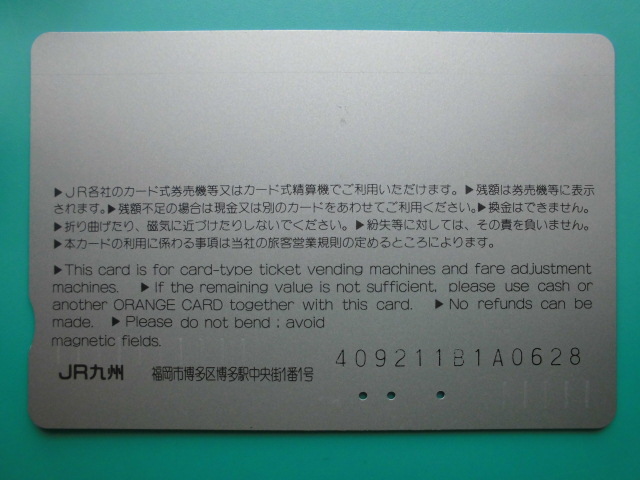 ▶JR各社のカード式券売機等又はカード式精算機でご利用いただけます。▶残額は券売機等に表示
されます。▶残額不足の場合は現金又は別のカードをあわせてご利用ください。▶換金はできません。
▶折り曲げたり、磁気に近づけたりしないでください。▶紛失等に対しては、その責を負いません。
▶本カードの利用に係わる事項は当社の旅客営業規則の定めるところによります。
▶This card is for card-type ticket vending machines and fare adjustment
machines. ▶If the remaining value is not sufficient, please use cash or
another ORANGE CARD together with this card. ▶No refunds can be
made. ▶Please do not bend; avoid
magnetic fields.
409211B1A0628
JR九州 福岡市博多区博多駅中央街1番1号